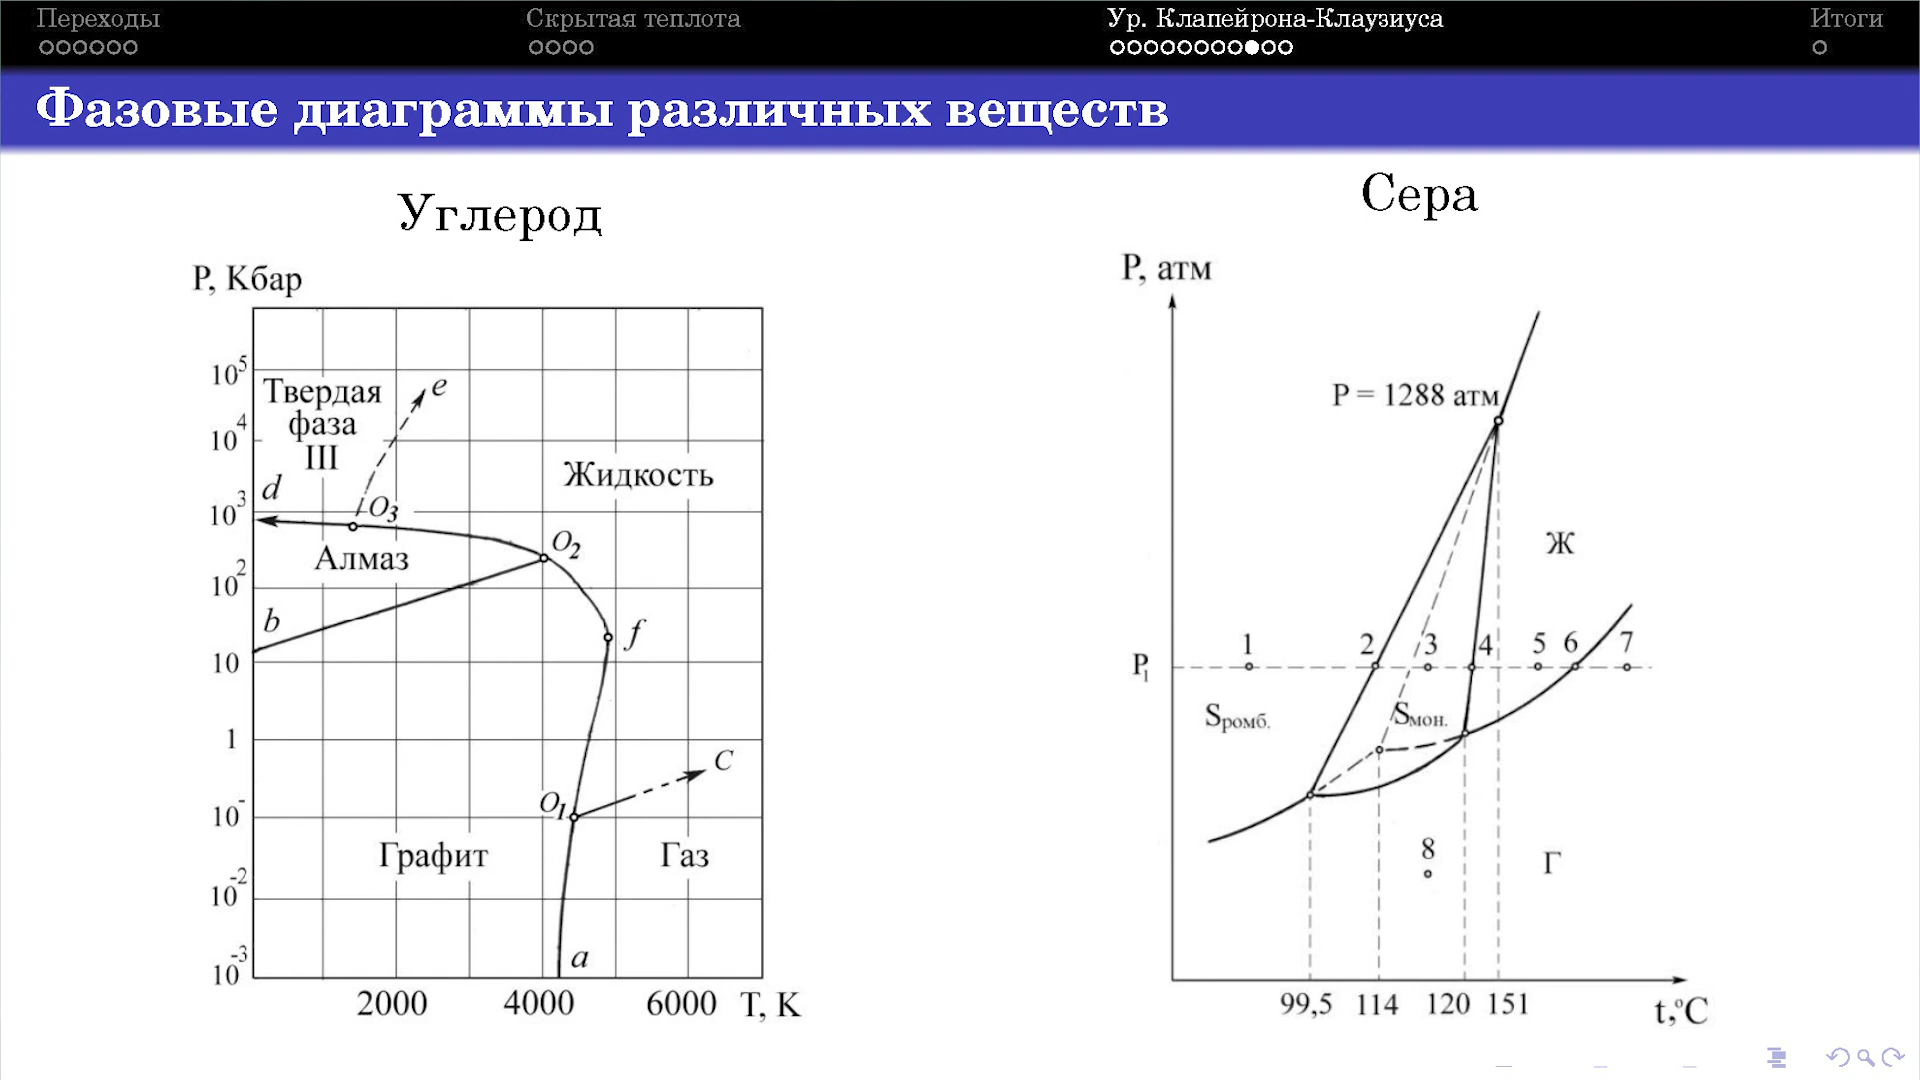 Переходы
Скрытая теплота
Ур. Клапейрона-Клаузиуса
Итоги
Фазовые диаграммы различных веществ
Углерод
P, Кбар
10^5
10^4
10^3
10^2
10
1
10^-
10^-2
10^-3
Твердая
фаза
III
e
d
O3
Жидкость
O2
Алмаз
b
f
C
O1
Графит
Газ
a
2000
4000
6000
T, K
Сера
P, атм
P = 1288 атм
Ж
P1
1
2
3
4
5
6
7
Sромб.
Sмон.
8
Г
99,5
114
120
151
t,°C